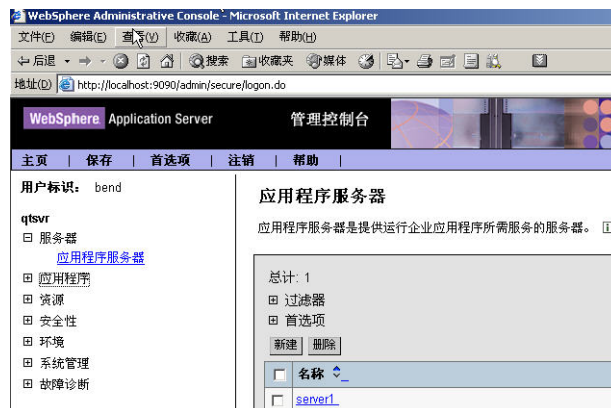 WebSphere Administrative Console - Microsoft Internet Explorer
文件(F) 编辑(E) 查看(V) 收藏(A) 工具(T) 帮助(H)
后退 搜索 收藏夹 媒体
地址(D) http://localhost:9090/admin/secure/logon.do
WebSphere Application Server 管理控制台
主页 | 保存 | 首选项 | 注销 | 帮助 |
用户标识: bend
qtsvr
服务器
应用程序服务器
应用程序
资源
安全性
环境
系统管理
故障诊断
应用程序服务器
应用程序服务器是提供运行企业应用程序所需服务的服务器。
总计: 1
过滤器
首选项
新建 删除
名称
server1